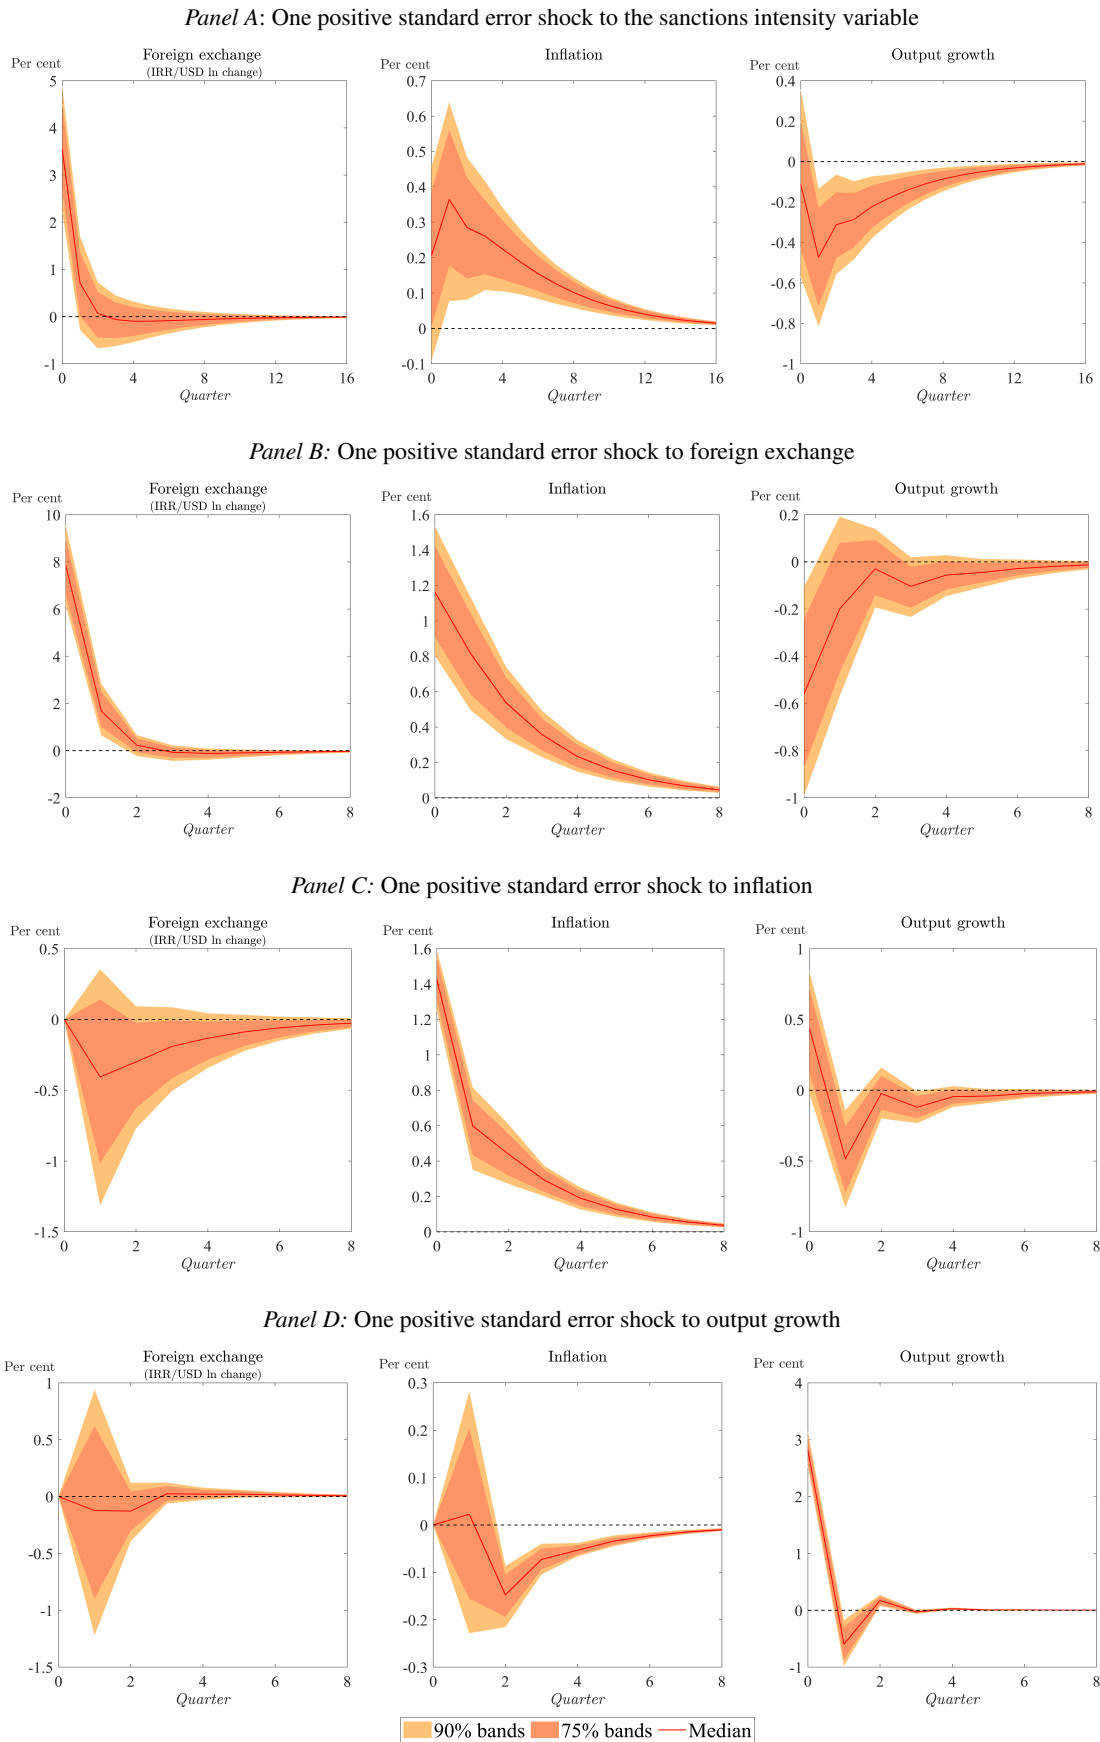 Panel A: One positive standard error shock to the sanctions intensity variable
Foreign exchange
(IRR/USD ln change)
Per cent
5
4
3
2
1
0
-1
0 4 8 12 16
Quarter
Inflation
Per cent
0.7
0.6
0.5
0.4
0.3
0.2
0.1
0
-0.1
0 4 8 12 16
Quarter
Output growth
Per cent
0.4
0.2
0
-0.2
-0.4
-0.6
-0.8
-1
0 4 8 12 16
Quarter
Panel B: One positive standard error shock to foreign exchange
Foreign exchange
(IRR/USD ln change)
Per cent
10
8
6
4
2
0
-2
0 2 4 6 8
Quarter
Inflation
Per cent
1.6
1.4
1.2
1
0.8
0.6
0.4
0.2
0
0 2 4 6 8
Quarter
Output growth
Per cent
0.2
0
-0.2
-0.4
-0.6
-0.8
-1
0 2 4 6 8
Quarter
Panel C: One positive standard error shock to inflation
Foreign exchange
(IRR/USD ln change)
Per cent
0.5
0
-0.5
-1
-1.5
0 2 4 6 8
Quarter
Inflation
Per cent
1.6
1.4
1.2
1
0.8
0.6
0.4
0.2
0
0 2 4 6 8
Quarter
Output growth
Per cent
1
0.5
0
-0.5
-1
0 2 4 6 8
Quarter
Panel D: One positive standard error shock to output growth
Foreign exchange
(IRR/USD ln change)
Per cent
1
0.5
0
-0.5
-1
-1.5
0 2 4 6 8
Quarter
Inflation
Per cent
0.3
0.2
0.1
0
-0.1
-0.2
-0.3
0 2 4 6 8
Quarter
Output growth
Per cent
4
3
2
1
0
-1
0 2 4 6 8
Quarter
90% bands 75% bands Median